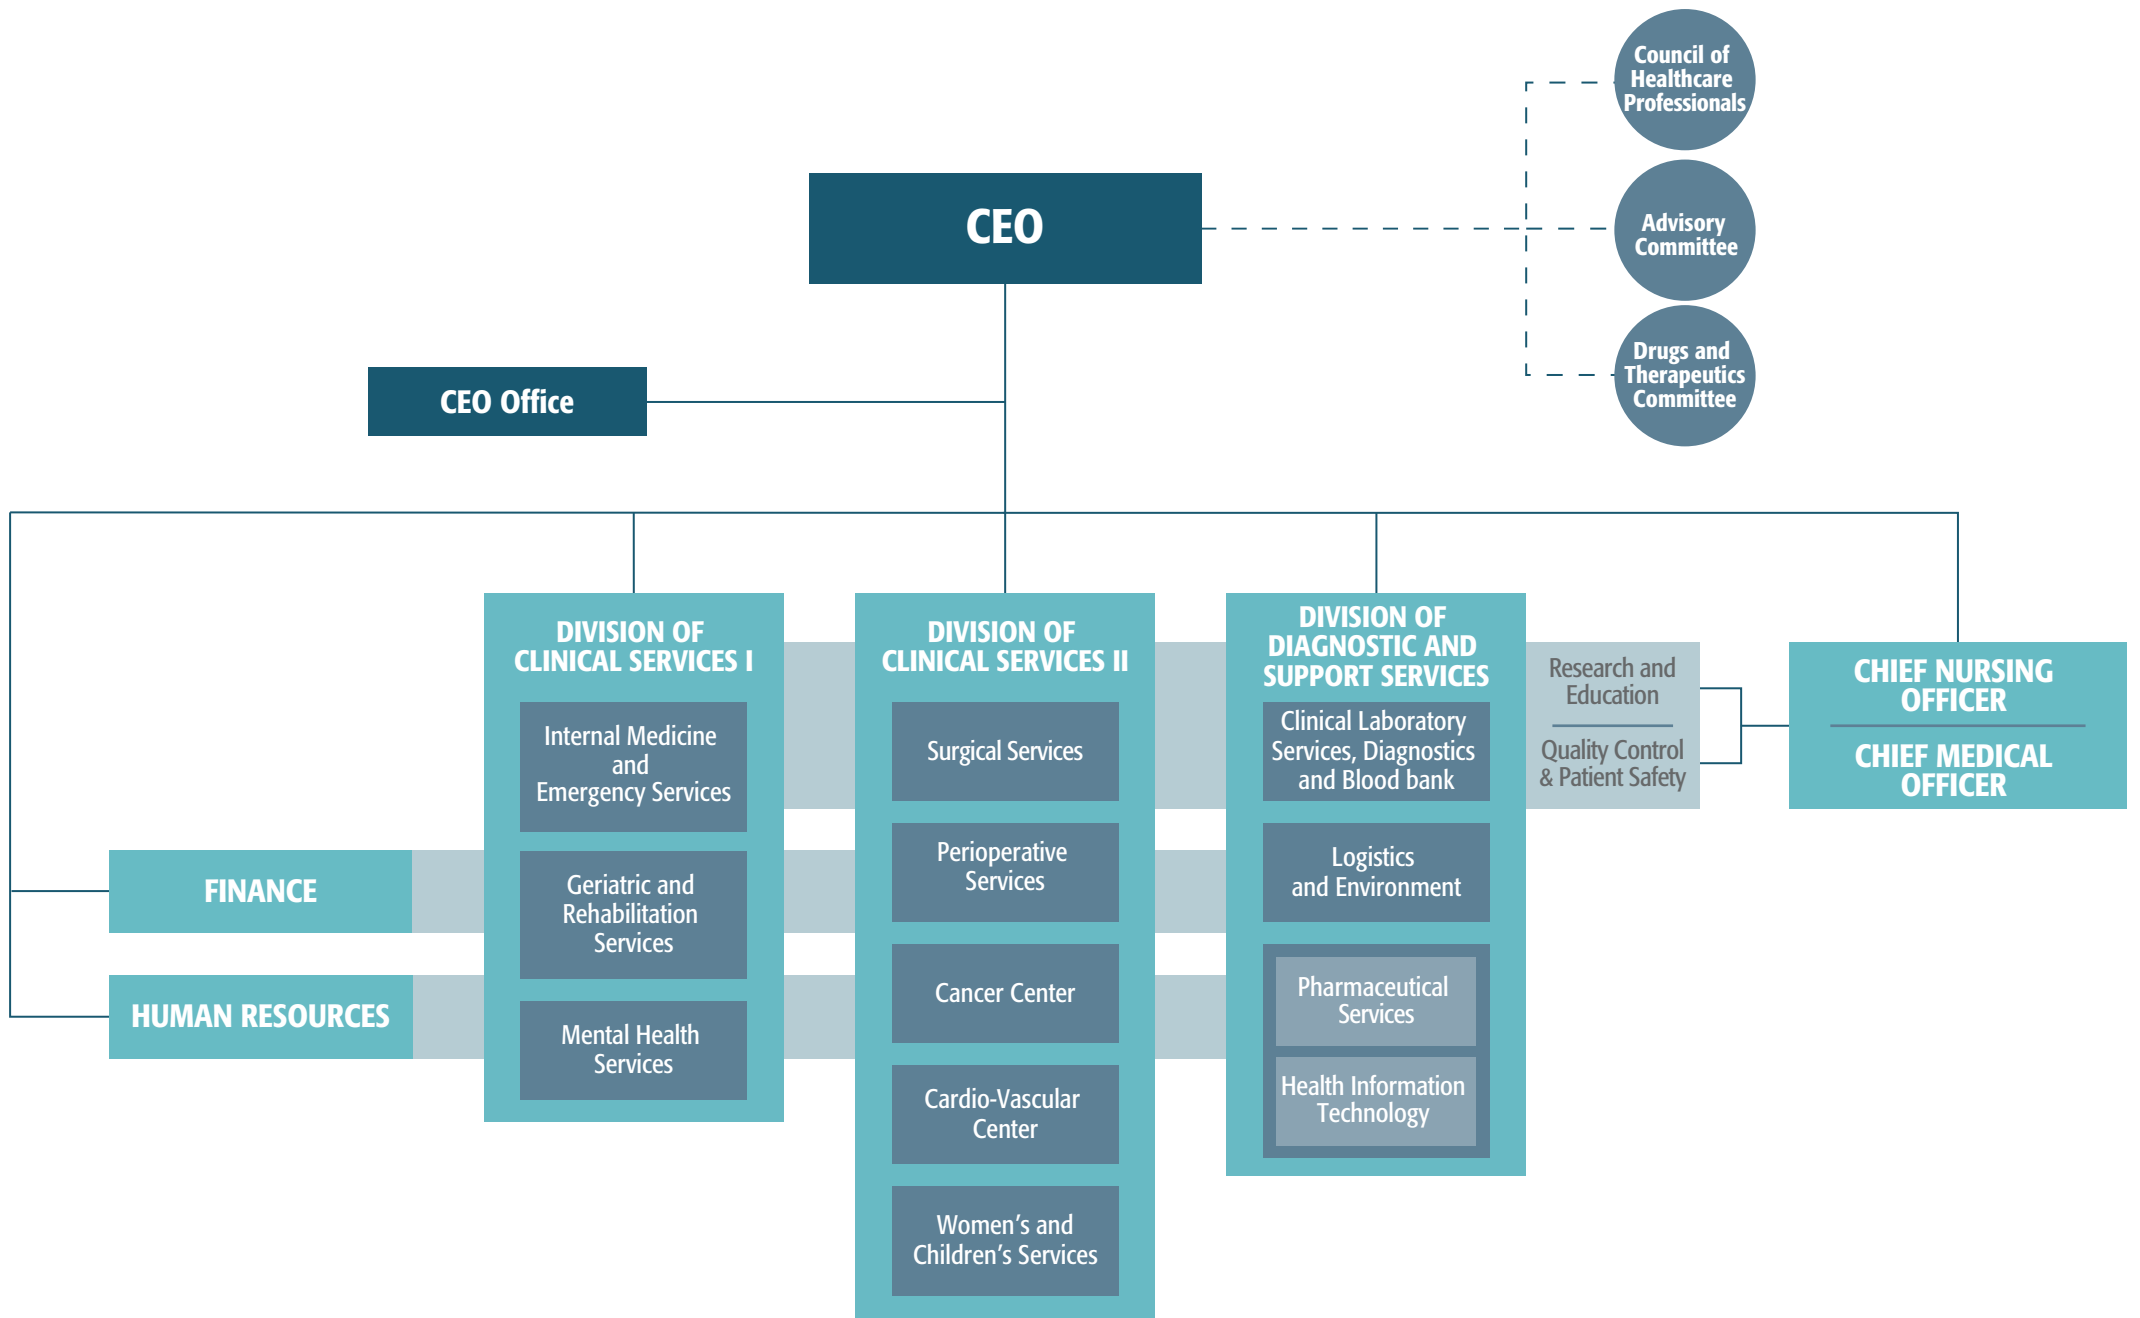 Council of
Healthcare
Professionals
CEO
Advisory
Committee
Drugs and
Therapeutics
Committee
CEO Office
DIVISION OF
CLINICAL SERVICES I
Internal Medicine
and
Emergency Services
Geriatric and
Rehabilitation
Services
Mental Health
Services
DIVISION OF
CLINICAL SERVICES II
Surgical Services
Perioperative
Services
Cancer Center
Cardio-Vascular
Center
Women’s and
Children’s Services
DIVISION OF
DIAGNOSTIC AND
SUPPORT SERVICES
Clinical Laboratory
Services, Diagnostics
and Blood bank
Logistics
and Environment
Pharmaceutical
Services
Health Information
Technology
Research and
Education
Quality Control
& Patient Safety
CHIEF NURSING
OFFICER
CHIEF MEDICAL
OFFICER
FINANCE
HUMAN RESOURCES